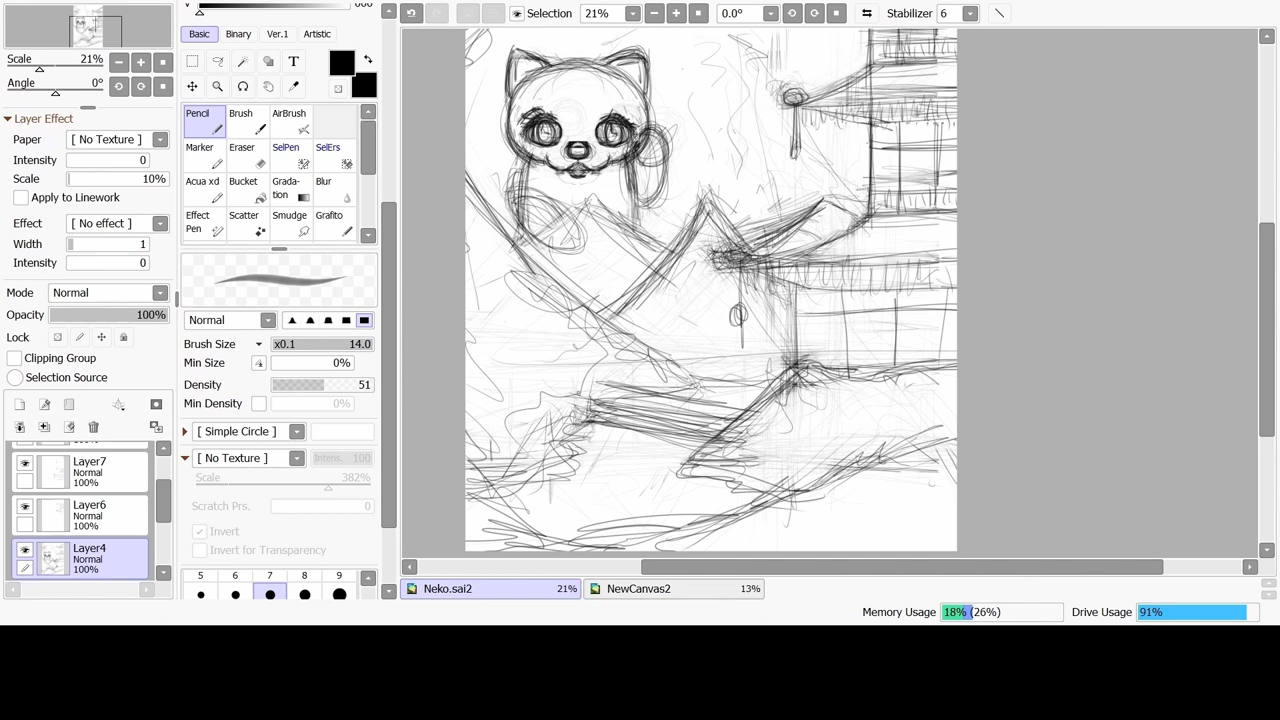 Scale 21%
Angle 0°
Layer Effect
Paper [ No Texture ]
Intensity 0
Scale 10%
Apply to Linework
Effect [ No effect ]
Width 1
Intensity 0
Mode Normal
Opacity 100%
Lock
Clipping Group
Selection Source
Layer7
Normal
100%
Layer6
Normal
100%
Layer4
Normal
100%
V
Basic Binary Ver.1 Artistic
T
Pencil Brush AirBrush
Marker Eraser SelPen SelErs
Acua xd Bucket Grada-
tion Blur
Effect
Pen Scatter Smudge Grafito
Normal
Brush Size x0.1 14.0
Min Size 0%
Density 51
Min Density 0%
[ Simple Circle ]
[ No Texture ] Intens. 100
Scale 382%
Scratch Prs. 0
Invert
Invert for Transparency
5 6 7 8 9
Selection 21% 0.0° Stabilizer 6
Neko.sai2 21% NewCanvas2 13%
Memory Usage 18% (26%) Drive Usage 91%